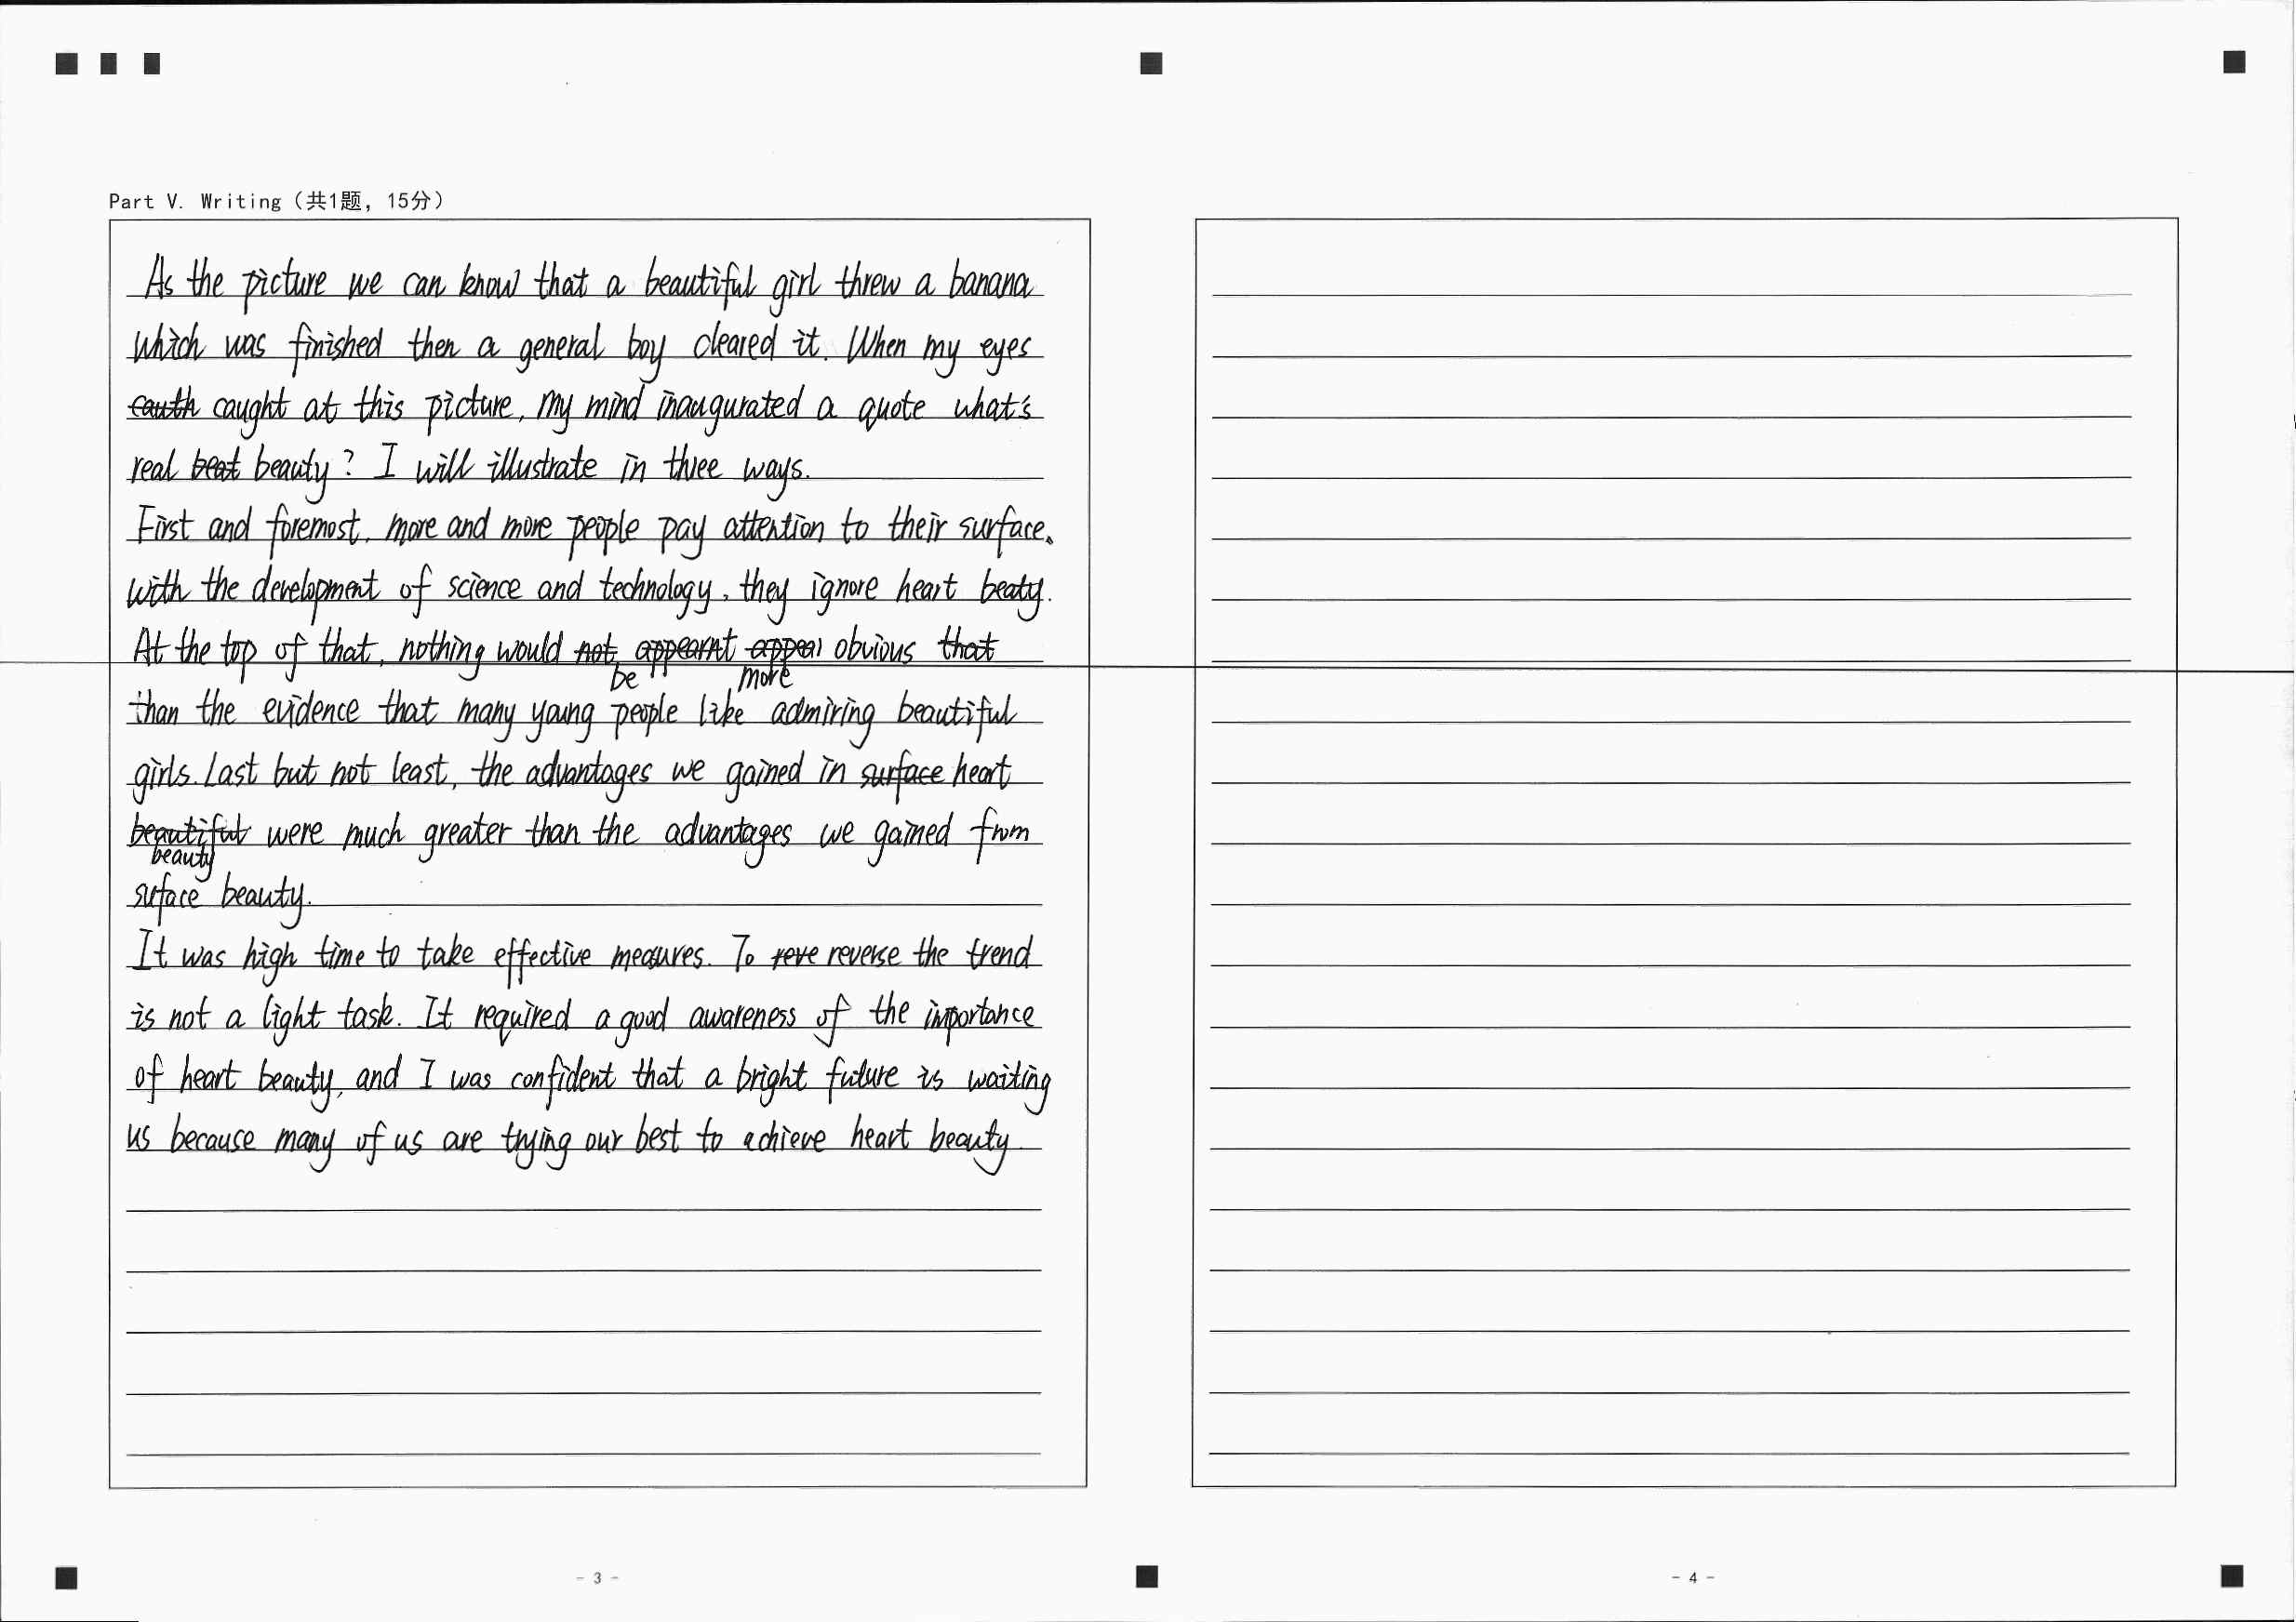 Part V. Writing（共1题，15分）
As the picture we can know that a beautiful girl threw a banana
which was finished then a general boy cleared it. When my eyes
cauth caught at this picture, my mind inaugurated a quote what's
real beat beauty? I will illustrate in three ways.
First and foremost, more and more people pay attention to their surface.
with the development of science and technology, they ignore heart beaty.
At the top of that, nothing would not be appearnt appear more obvious that
than the evidence that many young people like admiring beautiful
girls. Last but not least, the advantages we gained in surface heart
beautiful beauty were much greater than the advantages we gained from
surface beauty.
It was high time to take effective measures. To reve reverse the trend
is not a light task. It required a good awareness of the importance
of heart beauty, and I was confident that a bright future is waiting
us because many of us are trying our best to achieve heart beauty.
- 3 -
- 4 -